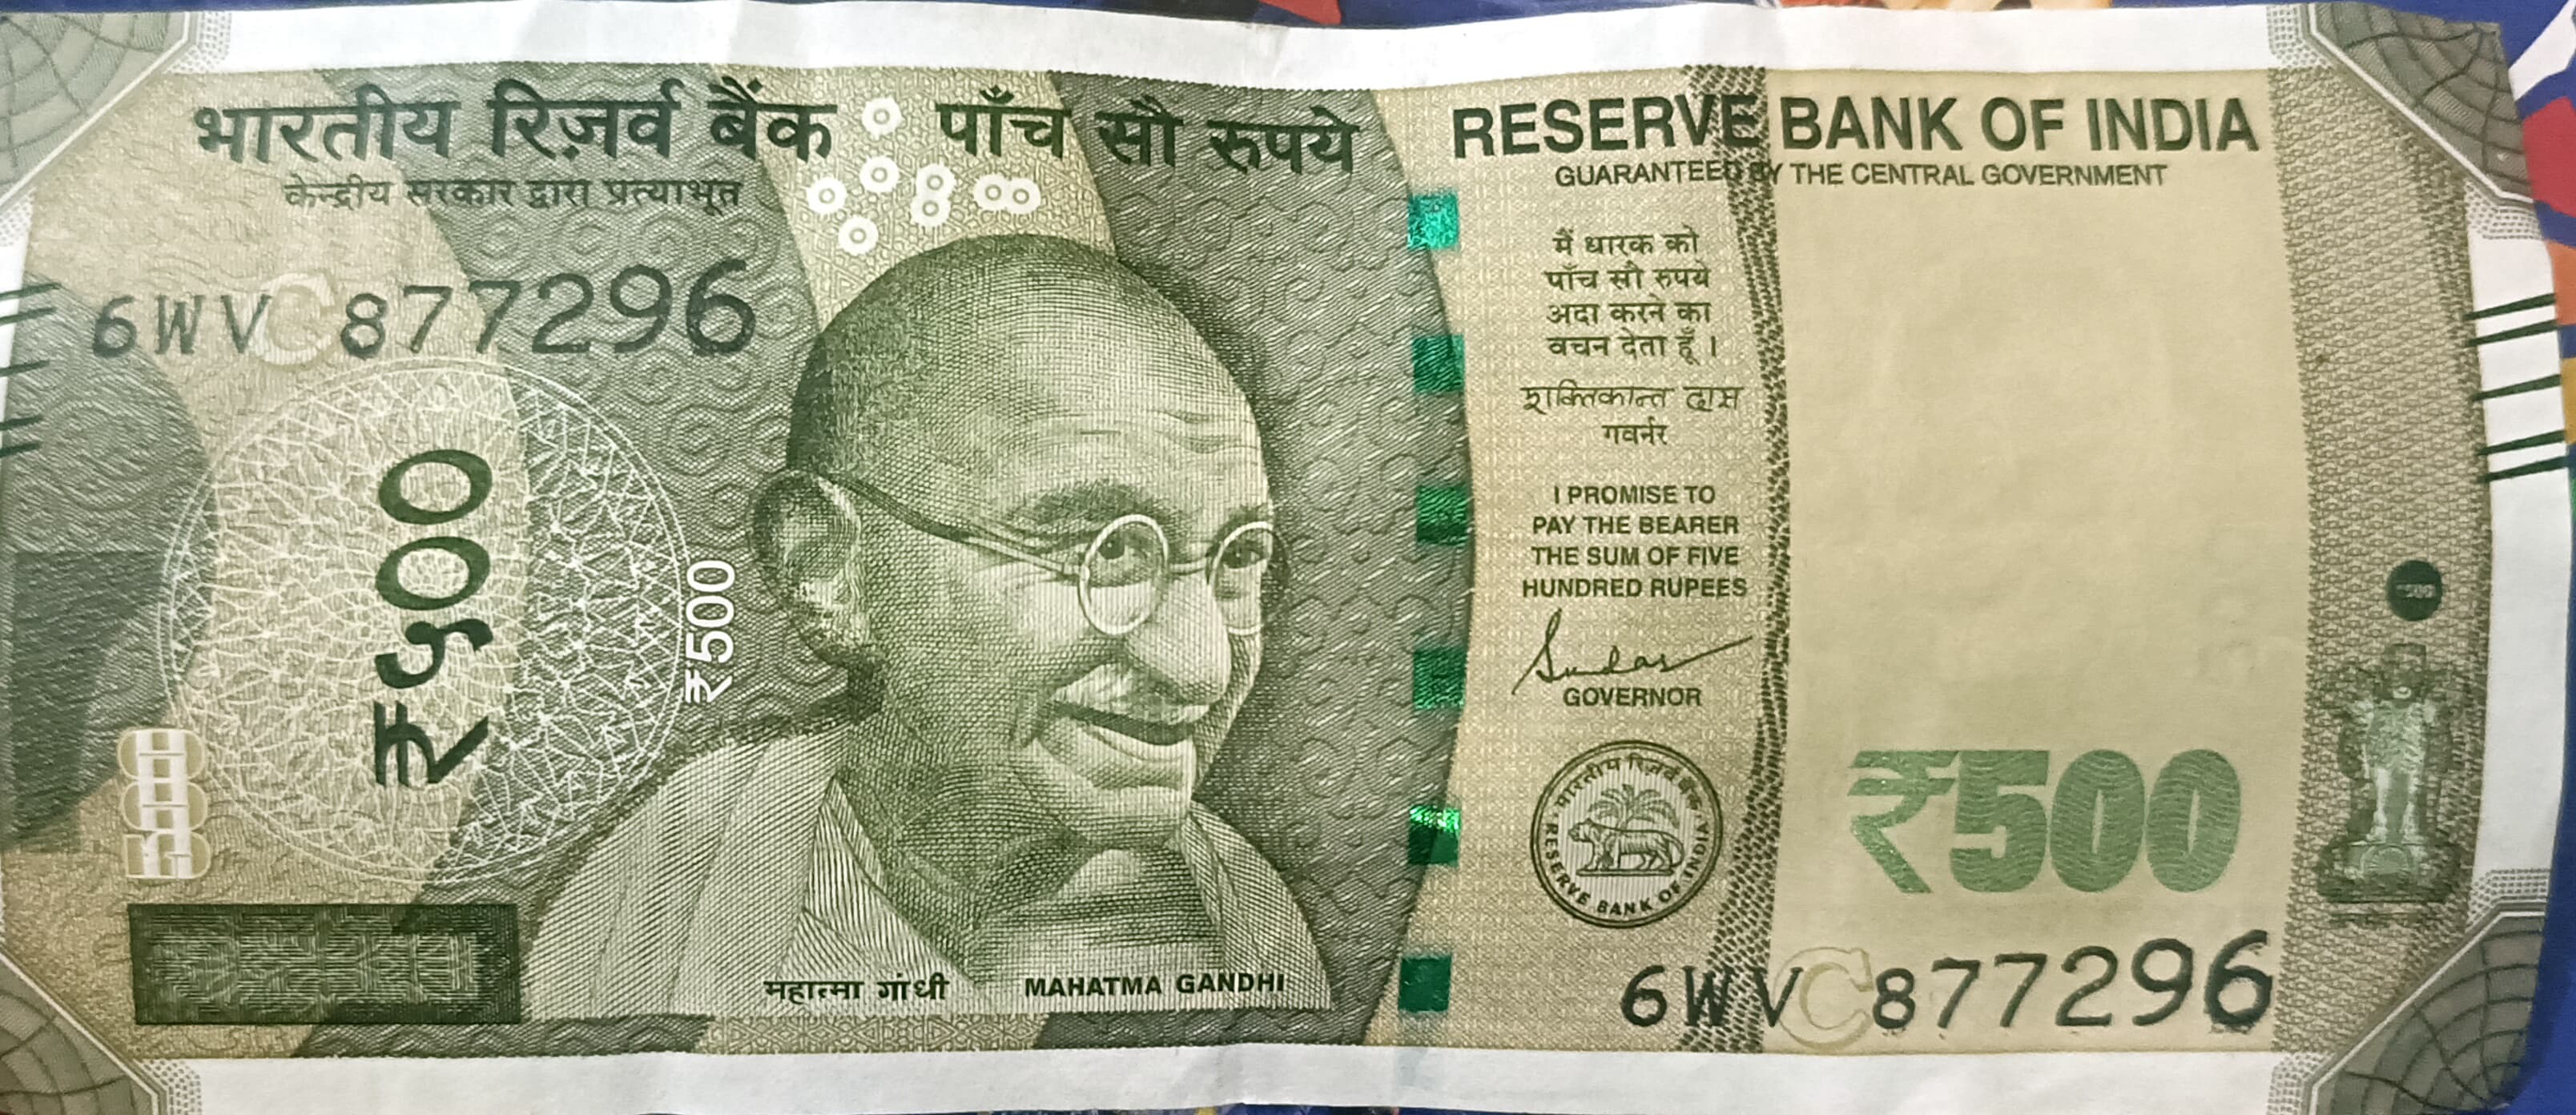 भारतीय रिज़र्व बैंक
केन्द्रीय सरकार द्वारा प्रत्याभूत
पाँच सौ रुपये
RESERVE BANK OF INDIA
GUARANTEED BY THE CENTRAL GOVERNMENT
6WV C 877296
₹५००
₹500
मैं धारक को
पाँच सौ रुपये
अदा करने का
वचन देता हूँ ।
शक्तिकान्त दास
गवर्नर
I PROMISE TO
PAY THE BEARER
THE SUM OF FIVE
HUNDRED RUPEES
GOVERNOR
भारतीय रिज़र्व बैंक
RESERVE BANK OF INDIA
₹500
महात्मा गांधी
MAHATMA GANDHI
6WV C 877296